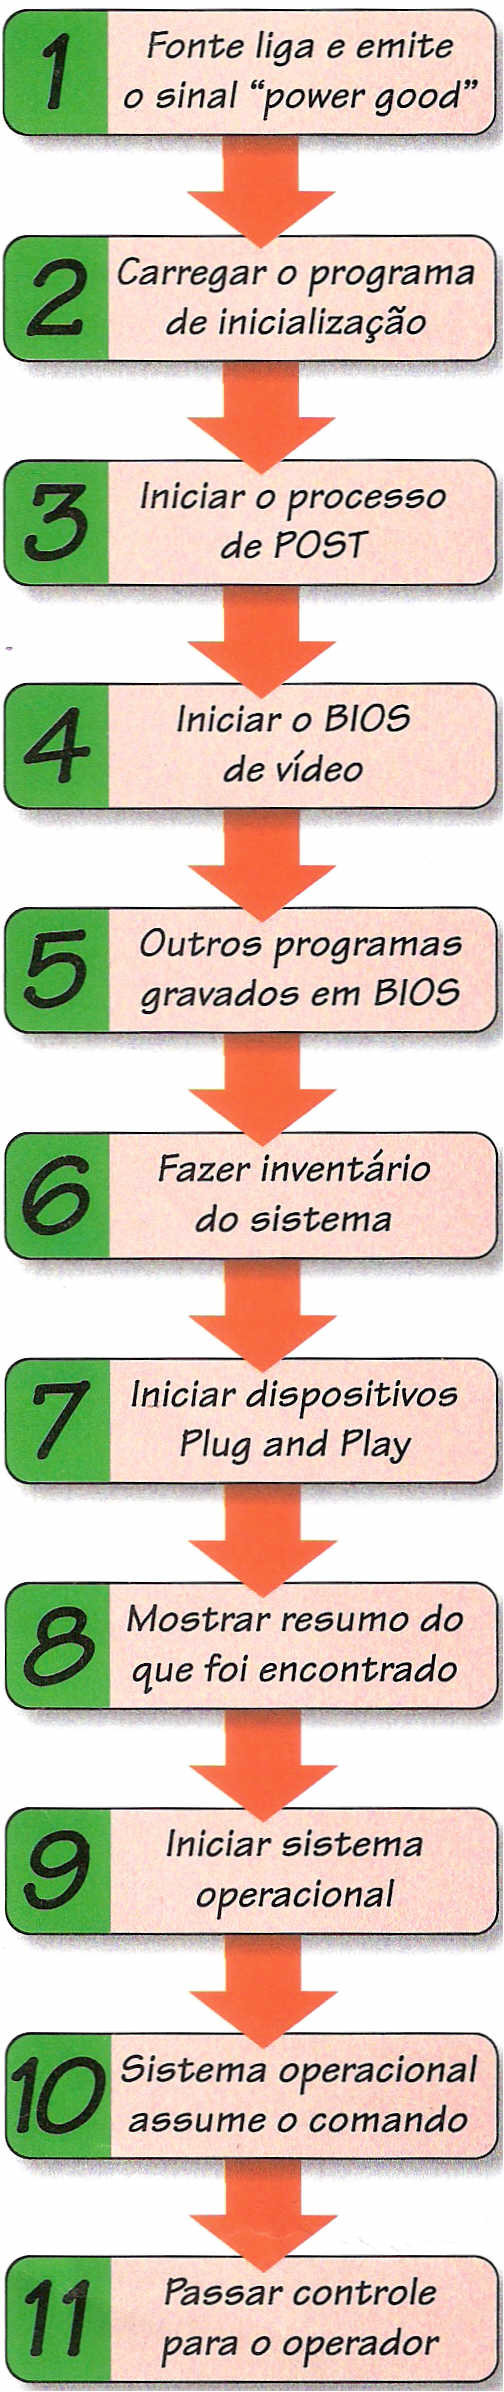 1
Fonte liga e emite
o sinal “power good”
2
Carregar o programa
de inicialização
3
Iniciar o processo
de POST
4
Iniciar o BIOS
de vídeo
5
Outros programas
gravados em BIOS
6
Fazer inventário
do sistema
7
Iniciar dispositivos
Plug and Play
8
Mostrar resumo do
que foi encontrado
9
Iniciar sistema
operacional
10
Sistema operacional
assume o comando
11
Passar controle
para o operador